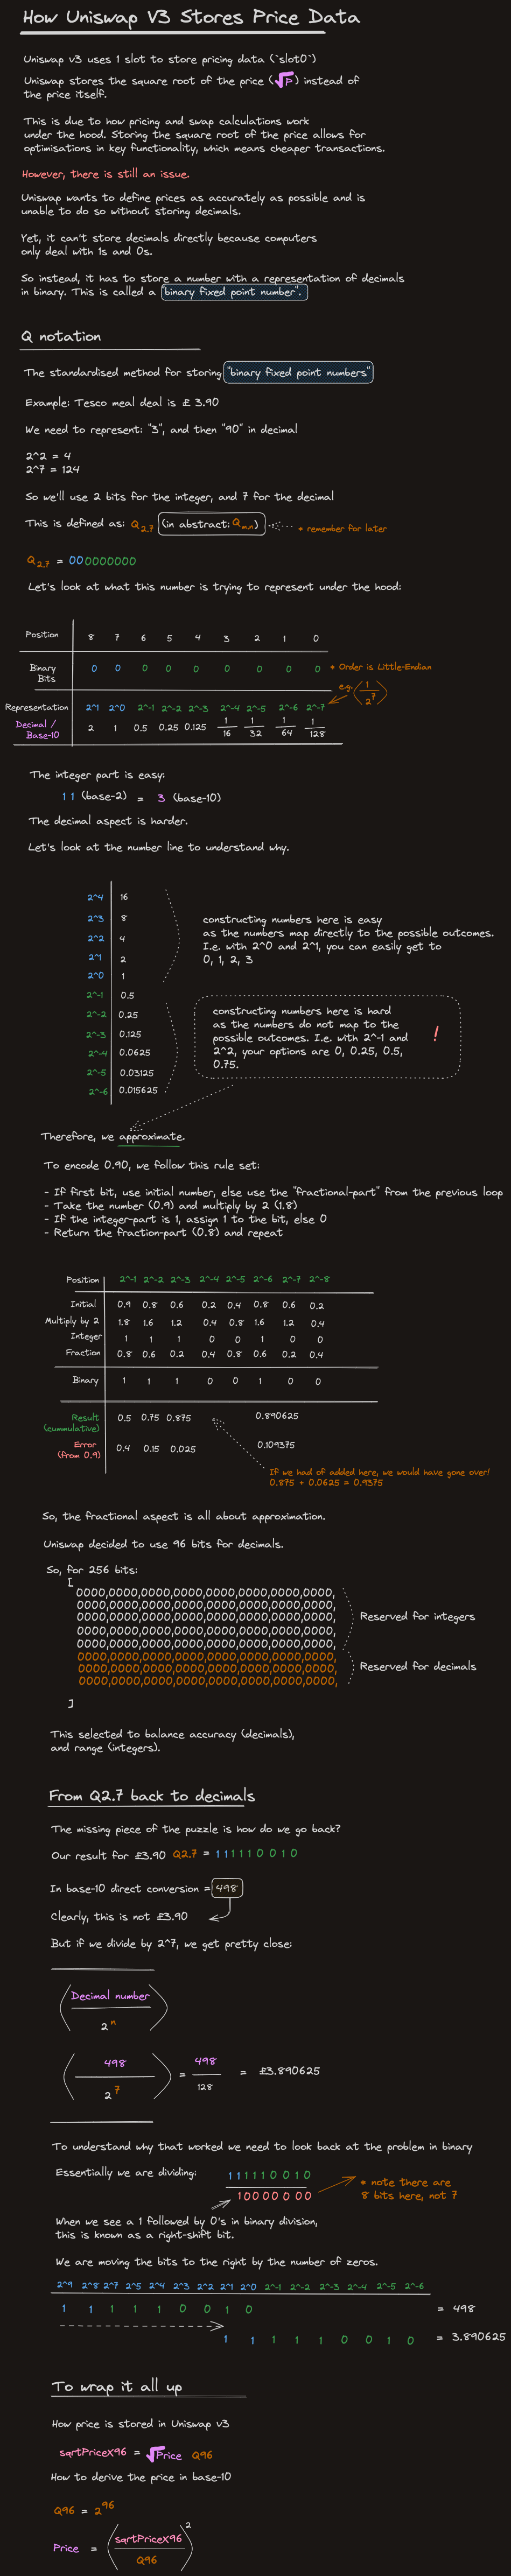 How Uniswap V3 Stores Price Data
Uniswap v3 uses 1 slot to store pricing data (`slot0`)
Uniswap stores the square root of the price (√P) instead of
the price itself.
This is due to how pricing and swap calculations work
under the hood. Storing the square root of the price allows for
optimisations in key functionality, which means cheaper transactions.
However, there is still an issue.
Uniswap wants to define prices as accurately as possible and is
unable to do so without storing decimals.
Yet, it can't store decimals directly because computers
only deal with 1s and 0s.
So instead, it has to store a number with a representation of decimals
in binary. This is called a "binary fixed point number".
Q notation
The standardised method for storing "binary fixed point numbers"
Example: Tesco meal deal is £ 3.90
We need to represent: "3", and then "90" in decimal
2^2 = 4
2^7 = 124
So we'll use 2 bits for the integer, and 7 for the decimal
This is defined as: Q2.7 (in abstract: Qm.n) * remember for later
Q2.7 = 000000000
Let's look at what this number is trying to represent under the hood:
Position 8 7 6 5 4 3 2 1 0
Binary Bits 0 0 0 0 0 0 0 0 0 * Order is Little-Endian
e.g. (1/2^7)
Representation 2^1 2^0 2^-1 2^-2 2^-3 2^-4 2^-5 2^-6 2^-7
Decimal / Base-10 2 1 0.5 0.25 0.125 1/16 1/32 1/64 1/128
The integer part is easy:
1 1 (base-2) = 3 (base-10)
The decimal aspect is harder.
Let's look at the number line to understand why.
2^4 16
2^3 8
2^2 4
2^1 2
2^0 1
2^-1 0.5
2^-2 0.25
2^-3 0.125
2^-4 0.0625
2^-5 0.03125
2^-6 0.015625
constructing numbers here is easy
as the numbers map directly to the possible outcomes.
I.e. with 2^0 and 2^1, you can easily get to
0, 1, 2, 3
constructing numbers here is hard
as the numbers do not map to the
possible outcomes. I.e. with 2^-1 and
2^2, your options are 0, 0.25, 0.5,
0.75.
!
Therefore, we approximate.
To encode 0.90, we follow this rule set:
- If first bit, use initial number, else use the "fractional-part" from the previous loop
- Take the number (0.9) and multiply by 2 (1.8)
- If the integer-part is 1, assign 1 to the bit, else 0
- Return the fraction-part (0.8) and repeat
Position 2^-1 2^-2 2^-3 2^-4 2^-5 2^-6 2^-7 2^-8
Initial 0.9 0.8 0.6 0.2 0.4 0.8 0.6 0.2
Multiply by 2 1.8 1.6 1.2 0.4 0.8 1.6 1.2 0.4
Integer 1 1 1 0 0 1 0 0
Fraction 0.8 0.6 0.2 0.4 0.8 0.6 0.2 0.4
Binary 1 1 1 0 0 1 0 0
Result (cummulative) 0.5 0.75 0.875 0.890625
Error (from 0.9) 0.4 0.15 0.025 0.109375
If we had of added here, we would have gone over!
0.875 + 0.0625 = 0.9375
So, the fractional aspect is all about approximation.
Uniswap decided to use 96 bits for decimals.
So, for 256 bits:
[
0000,0000,0000,0000,0000,0000,0000,0000,
0000,0000,0000,0000,0000,0000,0000,0000,
0000,0000,0000,0000,0000,0000,0000,0000,
0000,0000,0000,0000,0000,0000,0000,0000,
0000,0000,0000,0000,0000,0000,0000,0000,
0000,0000,0000,0000,0000,0000,0000,0000,
0000,0000,0000,0000,0000,0000,0000,0000,
0000,0000,0000,0000,0000,0000,0000,0000,
]
Reserved for integers
Reserved for decimals
This selected to balance accuracy (decimals),
and range (integers).
From Q2.7 back to decimals
The missing piece of the puzzle is how do we go back?
Our result for £3.90 Q2.7 = 1 1 1 1 1 0 0 1 0
In base-10 direct conversion = 498
Clearly, this is not £3.90
But if we divide by 2^7, we get pretty close:
(Decimal number / 2^n)
(498 / 2^7) = 498/128 = £3.890625
To understand why that worked we need to look back at the problem in binary
Essentially we are dividing: 1 1 1 1 1 0 0 1 0
1 0 0 0 0 0 0 0
* note there are
8 bits here, not 7
When we see a 1 followed by 0's in binary division,
this is known as a right-shift bit.
We are moving the bits to the right by the number of zeros.
2^9 2^8 2^7 2^5 2^4 2^3 2^2 2^1 2^0 2^-1 2^-2 2^-3 2^-4 2^-5 2^-6
1 1 1 1 1 0 0 1 0 = 498
1 1 1 1 1 0 0 1 0 = 3.890625
To wrap it all up
How price is stored in Uniswap v3
sqrtPriceX96 = √Price Q96
How to derive the price in base-10
Q96 = 2^96
Price = (sqrtPriceX96 / Q96)^2